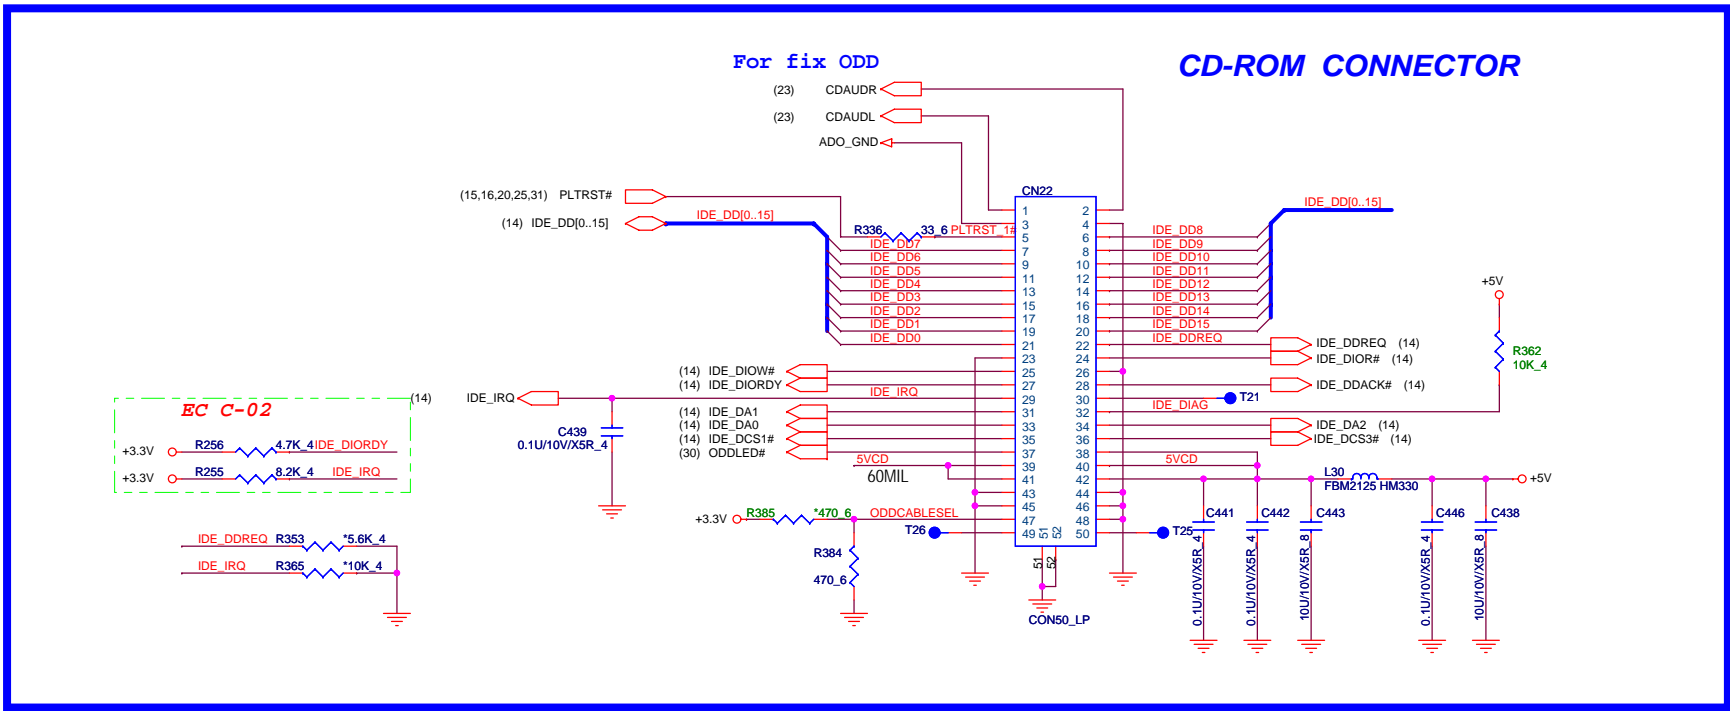 For fix ODD
CD-ROM CONNECTOR
(23) CDAUDR
(23) CDAUDL
ADO_GND
(15,16,20,25,31) PLTRST#
(14) IDE_DD[0..15]
IDE_DD[0..15]
IDE_DD[0..15]
CN22
R336 33_6 PLTRST_1#
1 2
3 4
5 6 IDE_DD8
IDE_DD7 7 8 IDE_DD9
IDE_DD6 9 10 IDE_DD10
IDE_DD5 11 12 IDE_DD11
IDE_DD4 13 14 IDE_DD12
IDE_DD3 15 16 IDE_DD13
IDE_DD2 17 18 IDE_DD14
IDE_DD1 19 20 IDE_DD15
IDE_DD0 21 22 IDE_DDREQ IDE_DDREQ (14)
23 24 IDE_DIOR# (14)
(14) IDE_DIOW# 25 26
(14) IDE_DIORDY 27 28 IDE_DDACK# (14)
(14) IDE_IRQ IDE_IRQ 29 30 T21
(14) IDE_DA1 31 32 IDE_DIAG
(14) IDE_DA0 33 34 IDE_DA2 (14)
(14) IDE_DCS1# 35 36 IDE_DCS3# (14)
(30) ODDLED# 37 38
5VCD 39 40 5VCD
60MIL 41 42
43 44
45 46
+3.3V R385 *470_6 ODDCABLESEL 47 48
T26 49 50 T25
51 52
51 52
CON50_LP
R384
470_6
C439
0.1U/10V/X5R_4
+5V
R362
10K_4
L30
FBM2125 HM330
+5V
C441
0.1U/10V/X5R_4
C442
0.1U/10V/X5R_4
C443
10U/10V/X5R_8
C446
0.1U/10V/X5R_4
C438
10U/10V/X5R_8
EC C-02
+3.3V R256 4.7K_4 IDE_DIORDY
+3.3V R255 8.2K_4 IDE_IRQ
IDE_DDREQ R353 *5.6K_4
IDE_IRQ R365 *10K_4